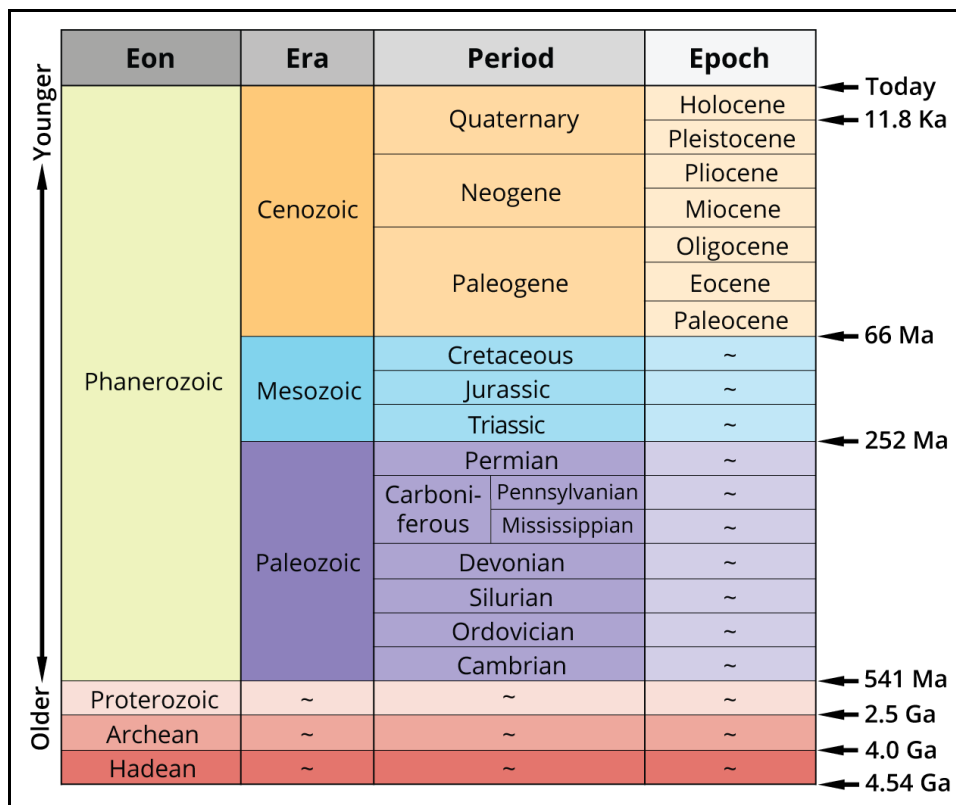 Eon Era Period Epoch
Today
Holocene
11.8 Ka
Quaternary
Pleistocene
Pliocene
Neogene
Miocene
Cenozoic
Oligocene
Paleogene
Eocene
Paleocene
66 Ma
Cretaceous ~
Phanerozoic
Mesozoic
Jurassic ~
Triassic ~
252 Ma
Permian ~
Carboni-
ferous
Pennsylvanian ~
Mississippian ~
Paleozoic
Devonian ~
Silurian ~
Ordovician ~
Cambrian ~
541 Ma
Proterozoic ~ ~ ~
2.5 Ga
Archean ~ ~ ~
4.0 Ga
Hadean ~ ~ ~
4.54 Ga
Younger
Older